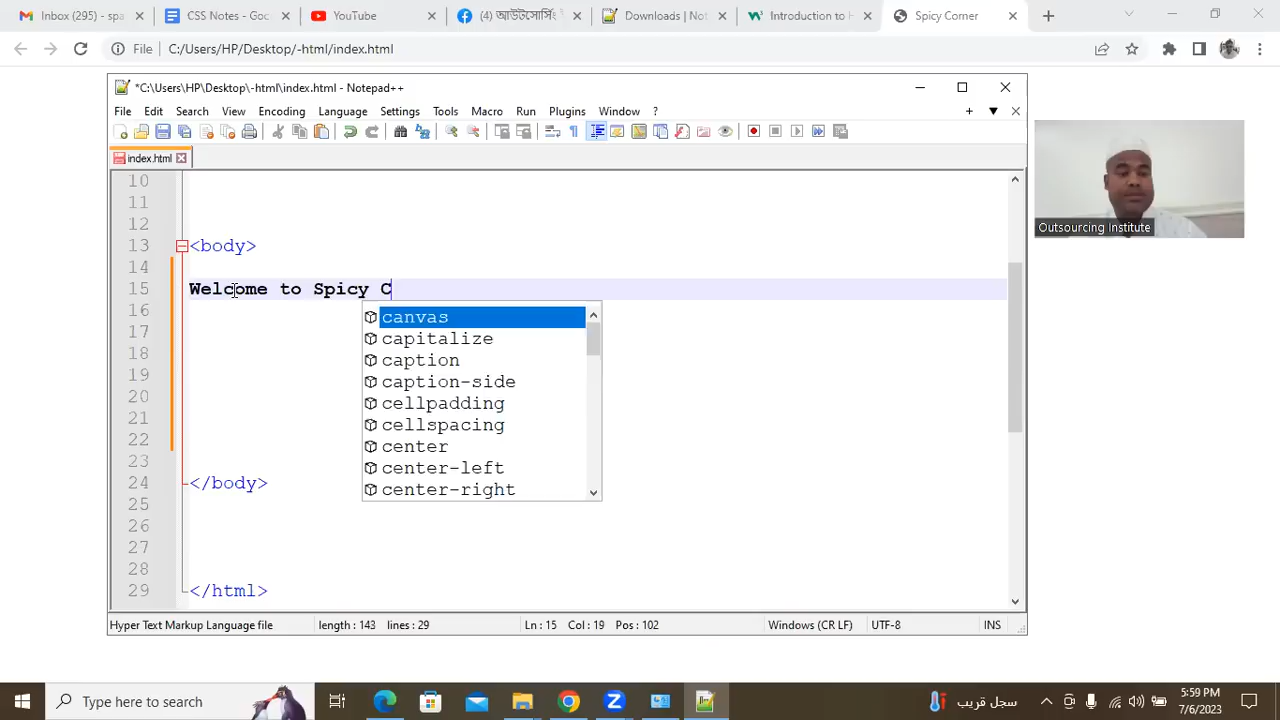 Inbox (295) - spa
CSS Notes - Goc
YouTube
(4) আউটসোর্সিং
Downloads | Not
Introduction to H
Spicy Corner
File
C:/Users/HP/Desktop/-html/index.html
*C:\Users\HP\Desktop\-html\index.html - Notepad++
File Edit Search View Encoding Language Settings Tools Macro Run Plugins Window ?
index.html
10
11
12
13 <body>
14
15 Welcome to Spicy C
16
17
18
19
20
21
22
23
24 </body>
25
26
27
28
29 </html>
canvas
capitalize
caption
caption-side
cellpadding
cellspacing
center
center-left
center-right
Outsourcing Institute
Hyper Text Markup Language file length : 143 lines : 29 Ln : 15 Col : 19 Pos : 102 Windows (CR LF) UTF-8 INS
Type here to search
سجل قريب
5:59 PM
7/6/2023